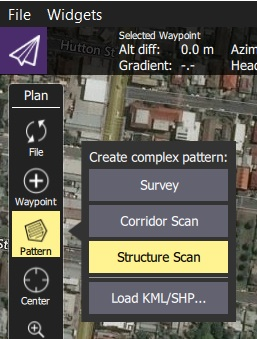 File Widgets
Selected Waypoint
Alt diff: 0.0 m Azim
Gradient: -.- Head
Hutton St
Plan
File
Create complex pattern:
Survey
Waypoint
Corridor Scan
Pattern
Structure Scan
Center
Load KML/SHP...